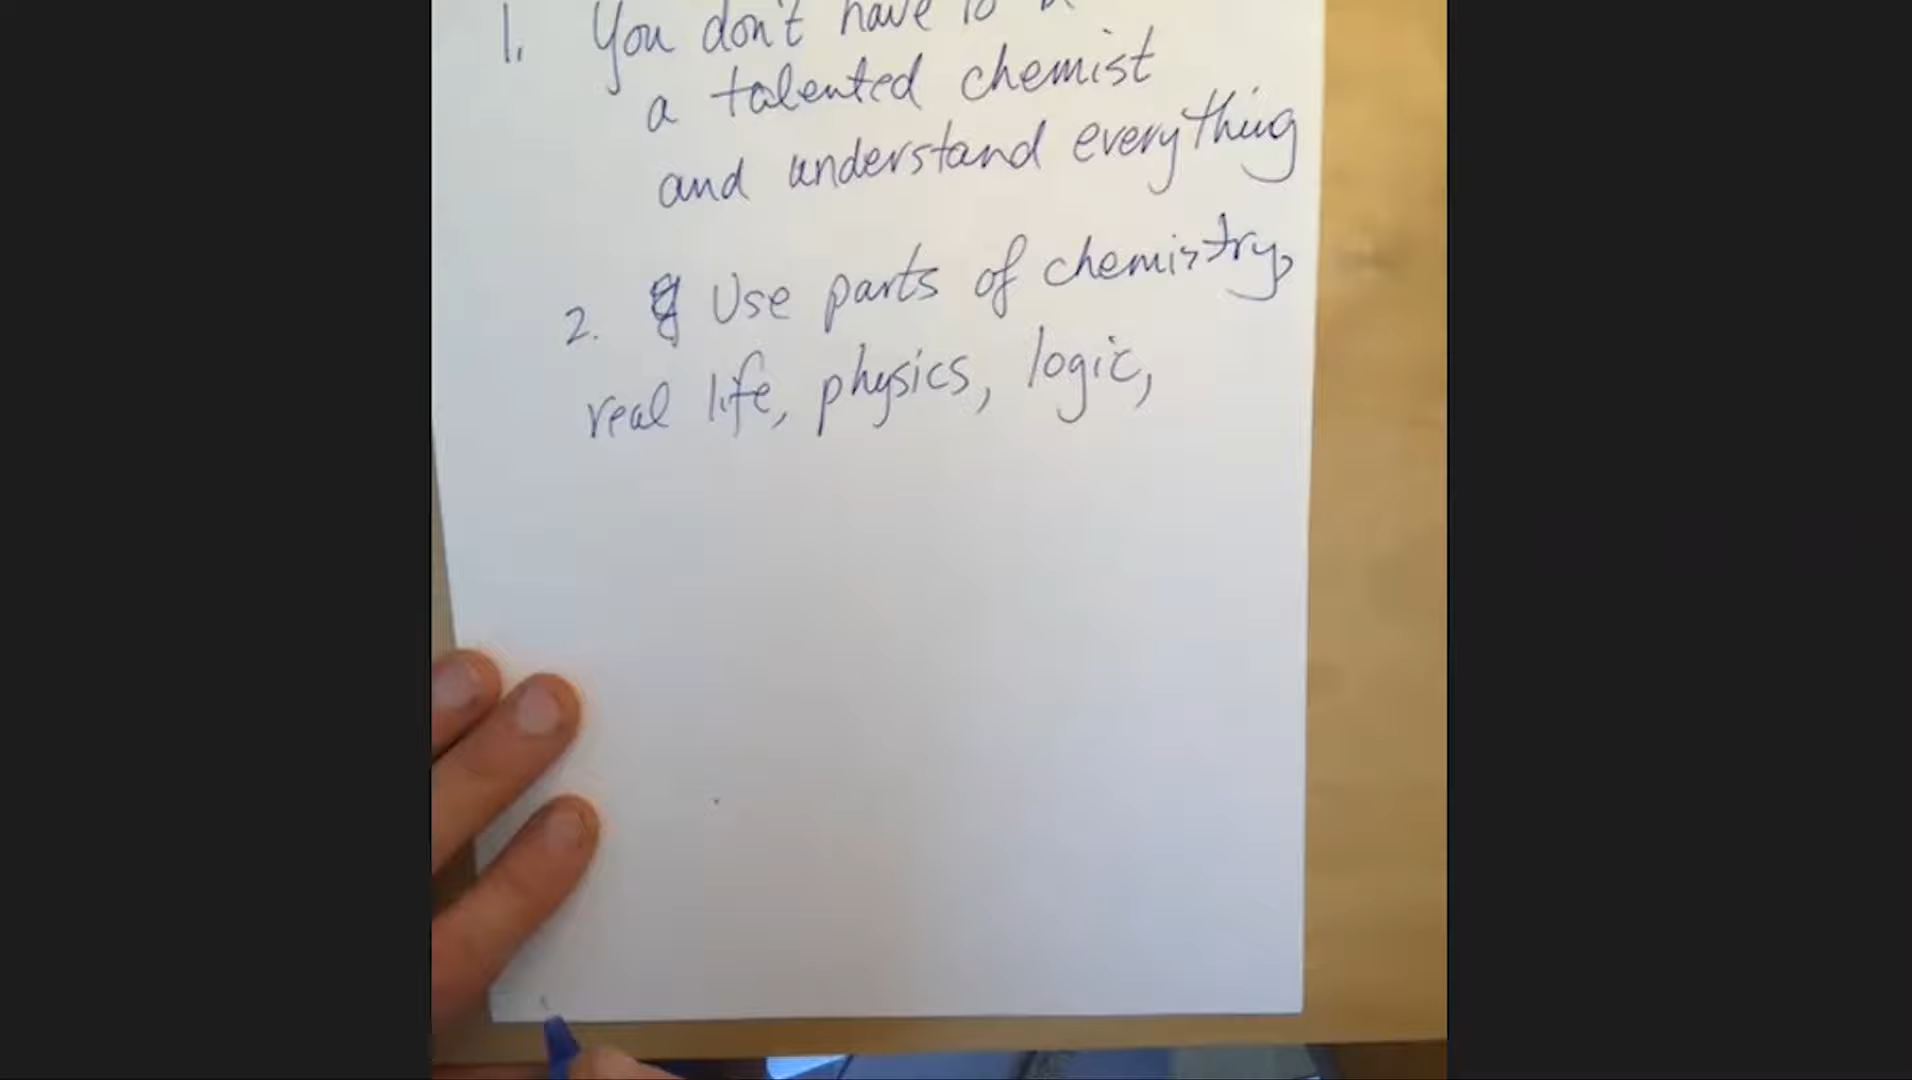 1. You don't have to
a talented chemist
and understand everything
2. Use parts of chemistry,
real life, physics, logic,